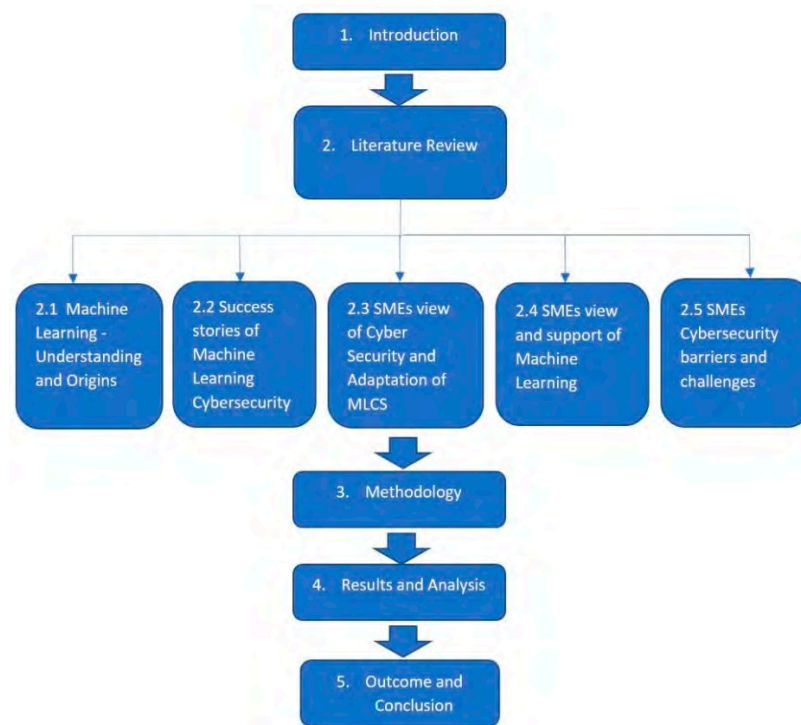 1. Introduction
2. Literature Review
2.1 Machine
Learning -
Understanding
and Origins
2.2 Success
stories of
Machine
Learning
Cybersecurity
2.3 SMEs view
of Cyber
Security and
Adaptation of
MLCS
2.4 SMEs view
and support of
Machine
Learning
2.5 SMEs
Cybersecurity
barriers and
challenges
3. Methodology
4. Results and Analysis
5. Outcome and
Conclusion